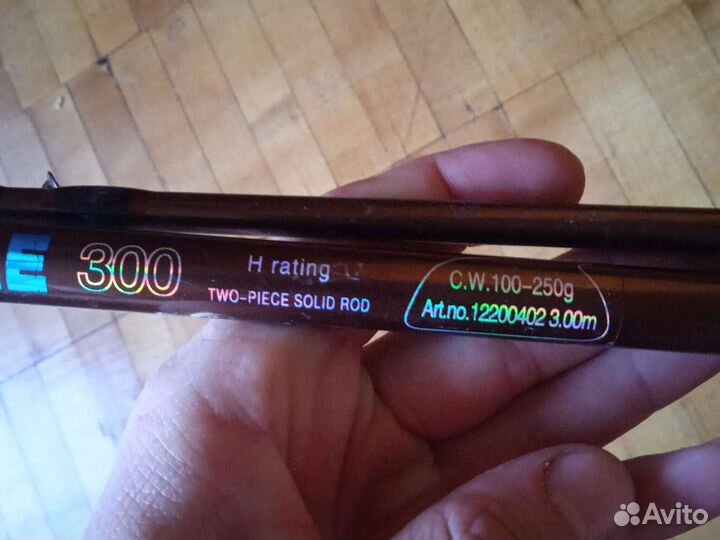 300
H rating
TWO-PIECE SOLID ROD
C.W.100-250g
Art.no.12200402 3.00m
Avito